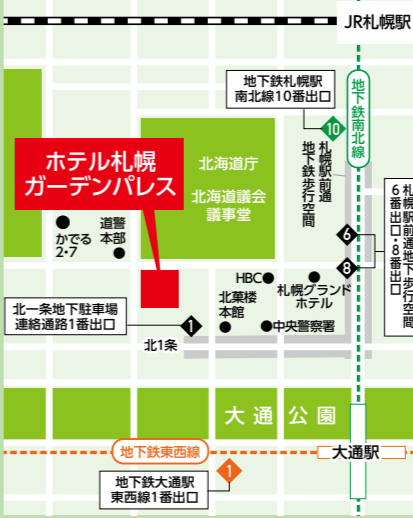 JR札幌駅
地下鉄札幌駅
南北線10番出口
10
地下鉄南北線
札幌駅前通
地下鉄歩行空間
ホテル札幌
ガーデンパレス
北海道庁
北海道議会
議事堂
かでる
2・7
道警
本部
6
8
札幌駅前通地下歩行空間
6番出口・8番出口
HBC
札幌グランド
ホテル
北菓楼
本館
中央警察署
北一条地下駐車場
連絡通路1番出口
1
北1条
大通公園
地下鉄東西線
大通駅
1
地下鉄大通駅
東西線1番出口